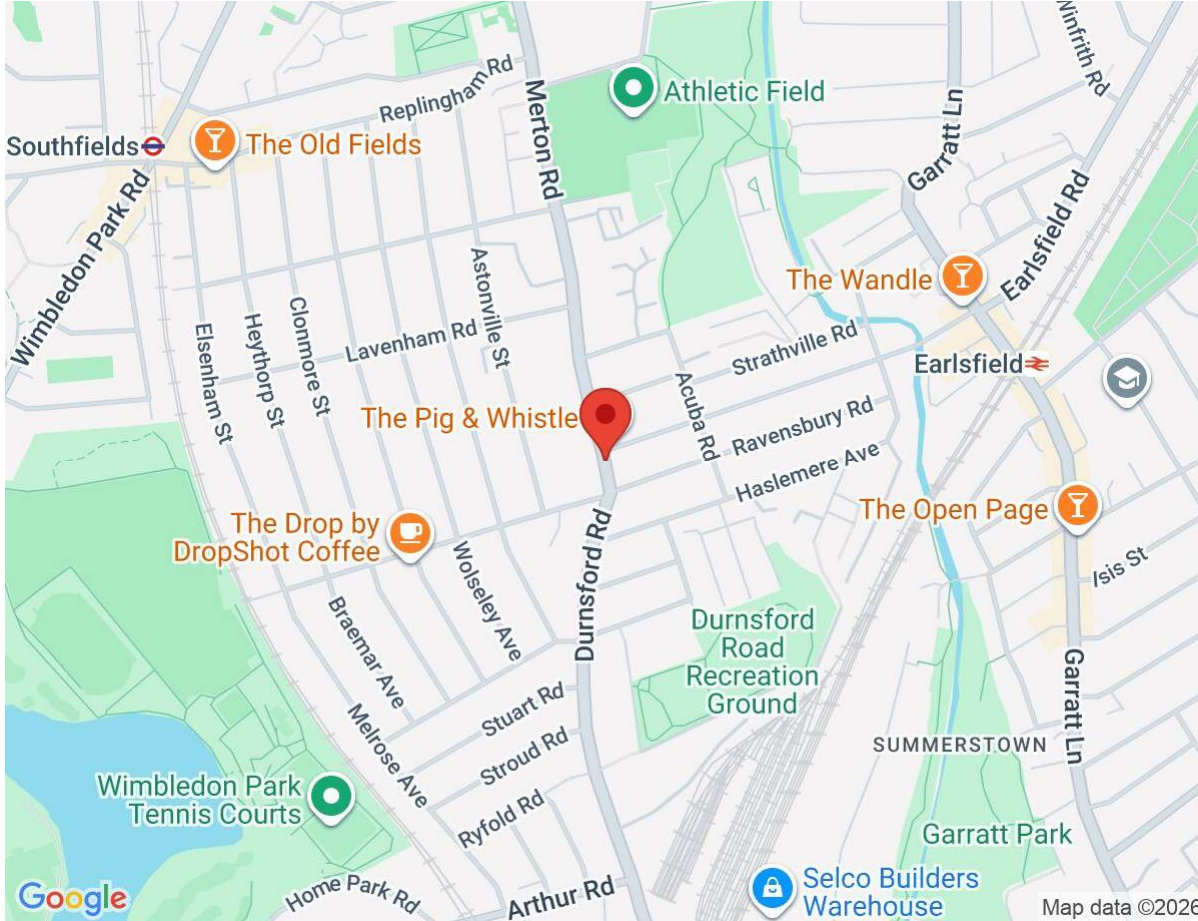 Winfrith Rd
Replingham Rd
Merton Rd
Athletic Field
Garratt Ln
Southfields
The Old Fields
Wimbledon Park Rd
Earlsfield Rd
Astonville St
The Wandle
Elsenham St
Heythorp St
Clonmore St
Lavenham Rd
Strathville Rd
Earlsfield
Acuba Rd
The Pig & Whistle
Ravensbury Rd
Haslemere Ave
The Drop by
DropShot Coffee
The Open Page
Durnsford Rd
Wolseley Ave
Isis St
Braemar Ave
Durnsford
Road
Recreation
Ground
Melrose Ave
Stuart Rd
Stroud Rd
Garratt Ln
SUMMERSTOWN
Wimbledon Park
Tennis Courts
Ryfold Rd
Garratt Park
Home Park Rd
Arthur Rd
Selco Builders
Warehouse
Google
Map data ©2026